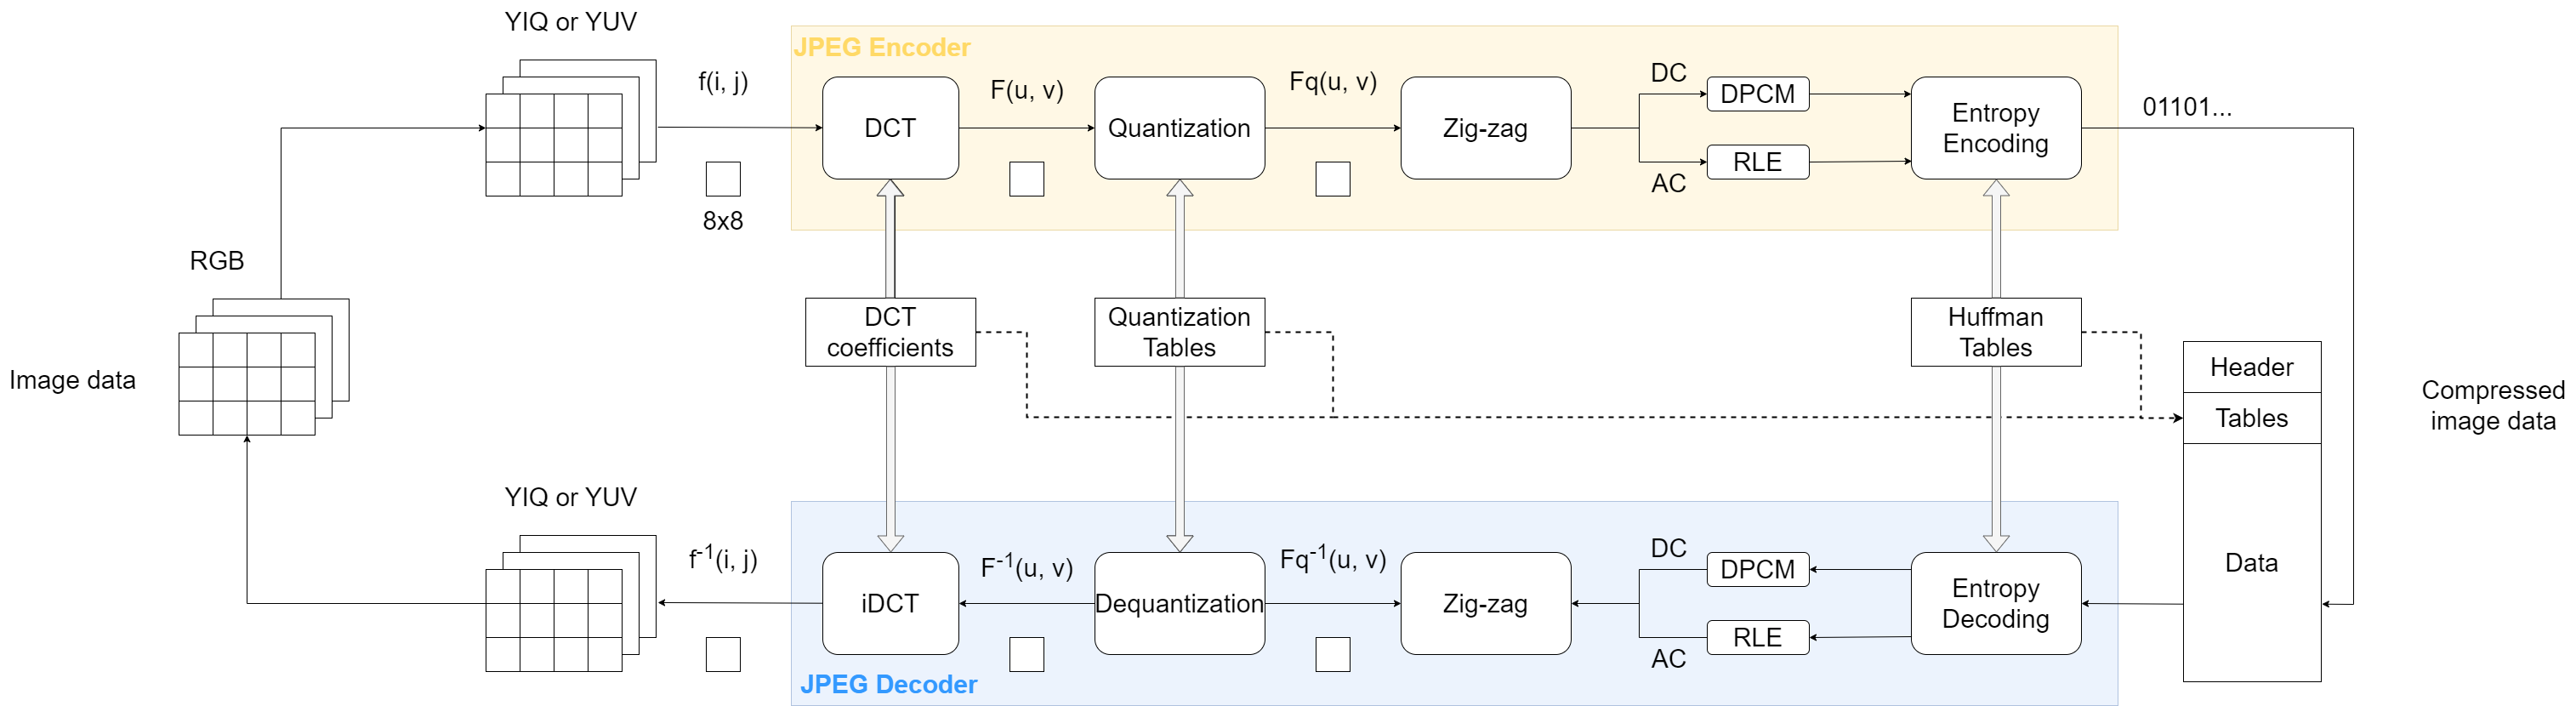 YIQ or YUV
JPEG Encoder
f(i, j)
8x8
DCT
F(u, v)
Quantization
Fq(u, v)
Zig-zag
DC
DPCM
RLE
AC
Entropy
Encoding
01101...
RGB
Image data
DCT
coefficients
Quantization
Tables
Huffman
Tables
Header
Tables
Data
Compressed
image data
YIQ or YUV
f⁻¹(i, j)
iDCT
F⁻¹(u, v)
Dequantization
Fq⁻¹(u, v)
Zig-zag
DC
DPCM
RLE
AC
Entropy
Decoding
JPEG Decoder